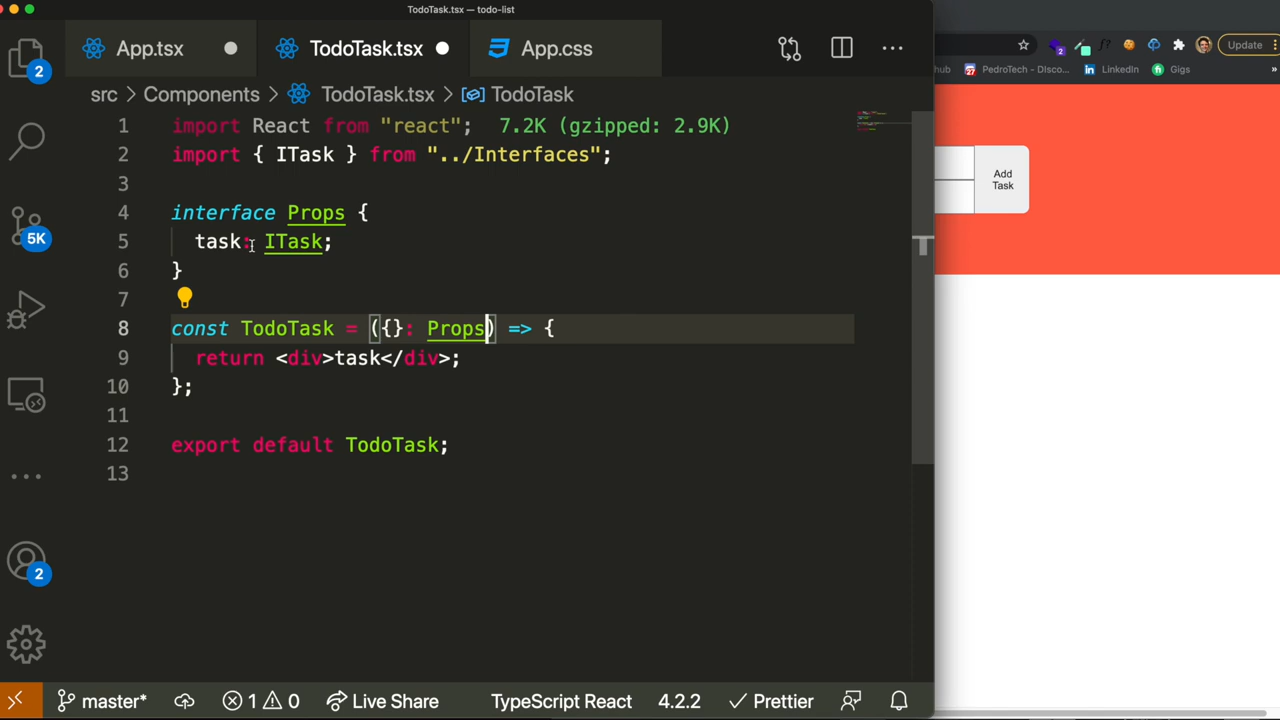 TodoTask.tsx — todo-list
App.tsx
TodoTask.tsx
App.css
src > Components > TodoTask.tsx > TodoTask
1 import React from "react"; 7.2K (gzipped: 2.9K)
2 import { ITask } from "../Interfaces";
3
4 interface Props {
5 task: ITask;
6 }
7
8 const TodoTask = ({}: Props) => {
9 return <div>task</div>;
10 };
11
12 export default TodoTask;
13
2
5K
2
master*
1 0
Live Share
TypeScript React
4.2.2
Prettier
2
Update
hub
PedroTech - DIsco...
LinkedIn
Gigs
»
Add
Task